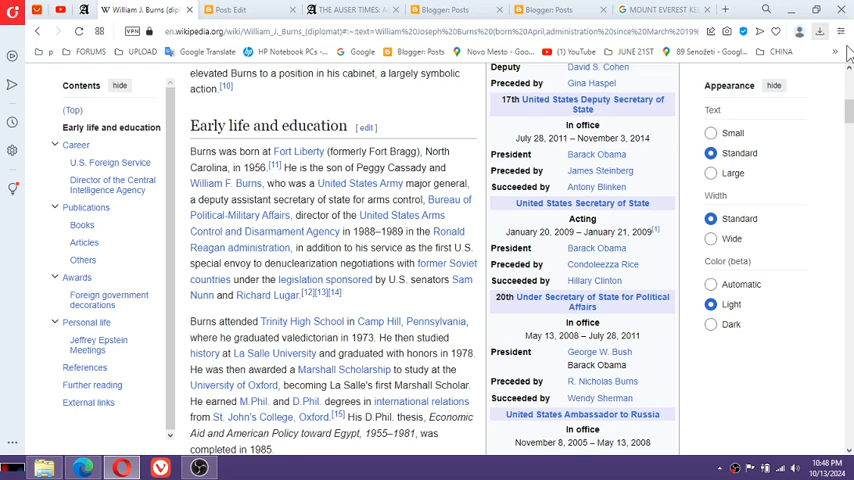 William J. Burns (dipl
Post: Edit
THE AUSER TIMES: A
Blogger: Posts
Blogger: Posts
MOUNT EVEREST K
VPN
en.wikipedia.org/wiki/William_J._Burns_(diplomat)#:~:text=William Joseph Burns (born April,administration since March%2019
p
FORUMS
UPLOAD
Google Translate
HP Notebook PCs -...
Google
Blogger: Posts
Novo Mesto - Googl...
(1) YouTube
JUNE 21ST
89 Senožeti - Googl...
CHINA
»
Contents hide
(Top)
Early life and education
Career
U.S. Foreign Service
Director of the Central
Intelligence Agency
Publications
Books
Articles
Others
Awards
Foreign government
decorations
Personal life
Jeffrey Epstein
Meetings
References
Further reading
External links
elevated Burns to a position in his cabinet, a largely symbolic
action.[10]
Early life and education [ edit ]
Burns was born at Fort Liberty (formerly Fort Bragg), North
Carolina, in 1956.[11] He is the son of Peggy Cassady and
William F. Burns, who was a United States Army major general,
a deputy assistant secretary of state for arms control, Bureau of
Political-Military Affairs, director of the United States Arms
Control and Disarmament Agency in 1988–1989 in the Ronald
Reagan administration, in addition to his service as the first U.S.
special envoy to denuclearization negotiations with former Soviet
countries under the legislation sponsored by U.S. senators Sam
Nunn and Richard Lugar.[12][13][14]
Burns attended Trinity High School in Camp Hill, Pennsylvania,
where he graduated valedictorian in 1973. He then studied
history at La Salle University and graduated with honors in 1978.
He was then awarded a Marshall Scholarship to study at the
University of Oxford, becoming La Salle's first Marshall Scholar.
He earned M.Phil. and D.Phil. degrees in international relations
from St. John's College, Oxford.[15] His D.Phil. thesis, Economic
Aid and American Policy toward Egypt, 1955–1981, was
completed in 1985.
Deputy David S. Cohen
Preceded by Gina Haspel
17th United States Deputy Secretary of
State
In office
July 28, 2011 – November 3, 2014
President Barack Obama
Preceded by James Steinberg
Succeeded by Antony Blinken
United States Secretary of State
Acting
January 20, 2009 – January 21, 2009[1]
President Barack Obama
Preceded by Condoleezza Rice
Succeeded by Hillary Clinton
20th Under Secretary of State for Political
Affairs
In office
May 13, 2008 – July 28, 2011
President George W. Bush
Barack Obama
Preceded by R. Nicholas Burns
Succeeded by Wendy Sherman
United States Ambassador to Russia
In office
November 8, 2005 – May 13, 2008
Appearance hide
Text
Small
Standard
Large
Width
Standard
Wide
Color (beta)
Automatic
Light
Dark
10:48 PM
10/13/2024